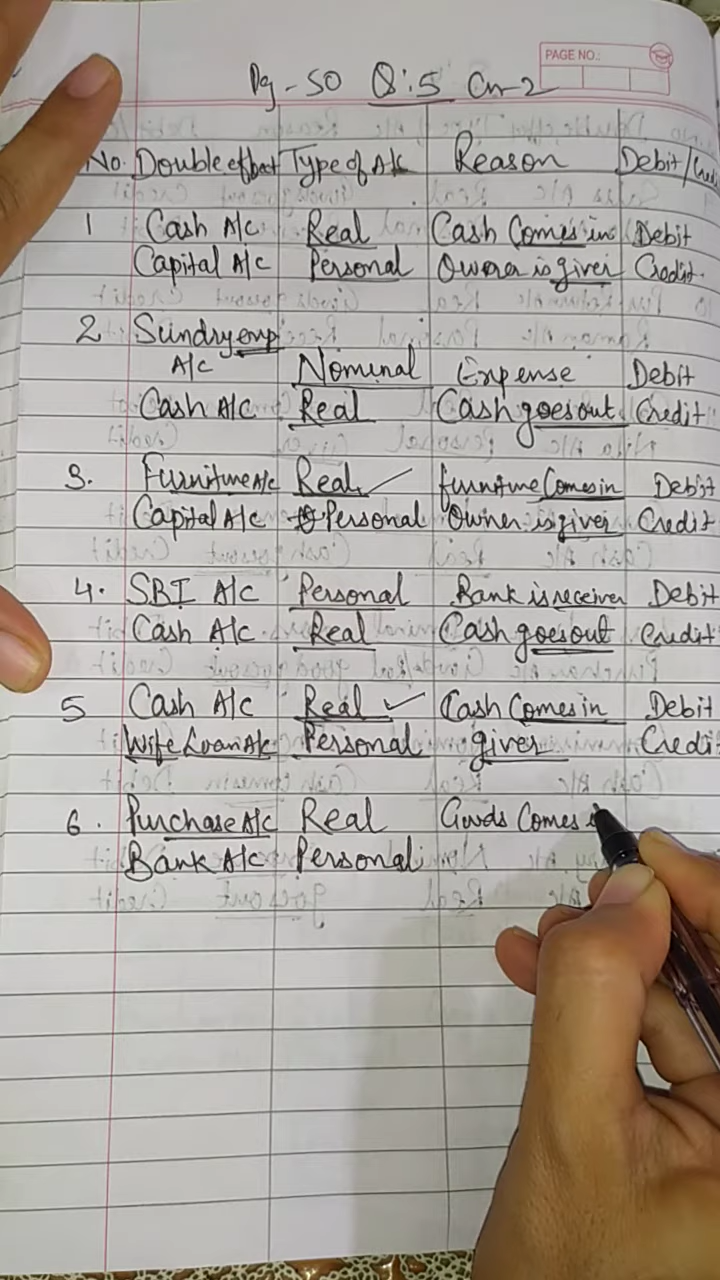 PAGE NO.:
Pg - 50 Q:5 Cn-2
No. Double effect Type of A/c Reason Debit/Credi
1 Cash A/c Real Cash Comes in Debit
Capital A/c Personal Owner is giver Credit.
2 Sundry exp
A/c Nominal Expense Debit
Cash A/c Real Cash goes out Credit
3. Furniture A/c Real furniture Comes in Debit
Capital A/c Personal Owner is giver Credit
4. SBI A/c Personal Bank is receiver Debit
Cash A/c Real Cash goes out Credit
5 Cash A/c Real Cash Comes in Debit
Wife Loan A/c Personal giver Credit
6. Purchase A/c Real Goods Comes
Bank A/c Personal